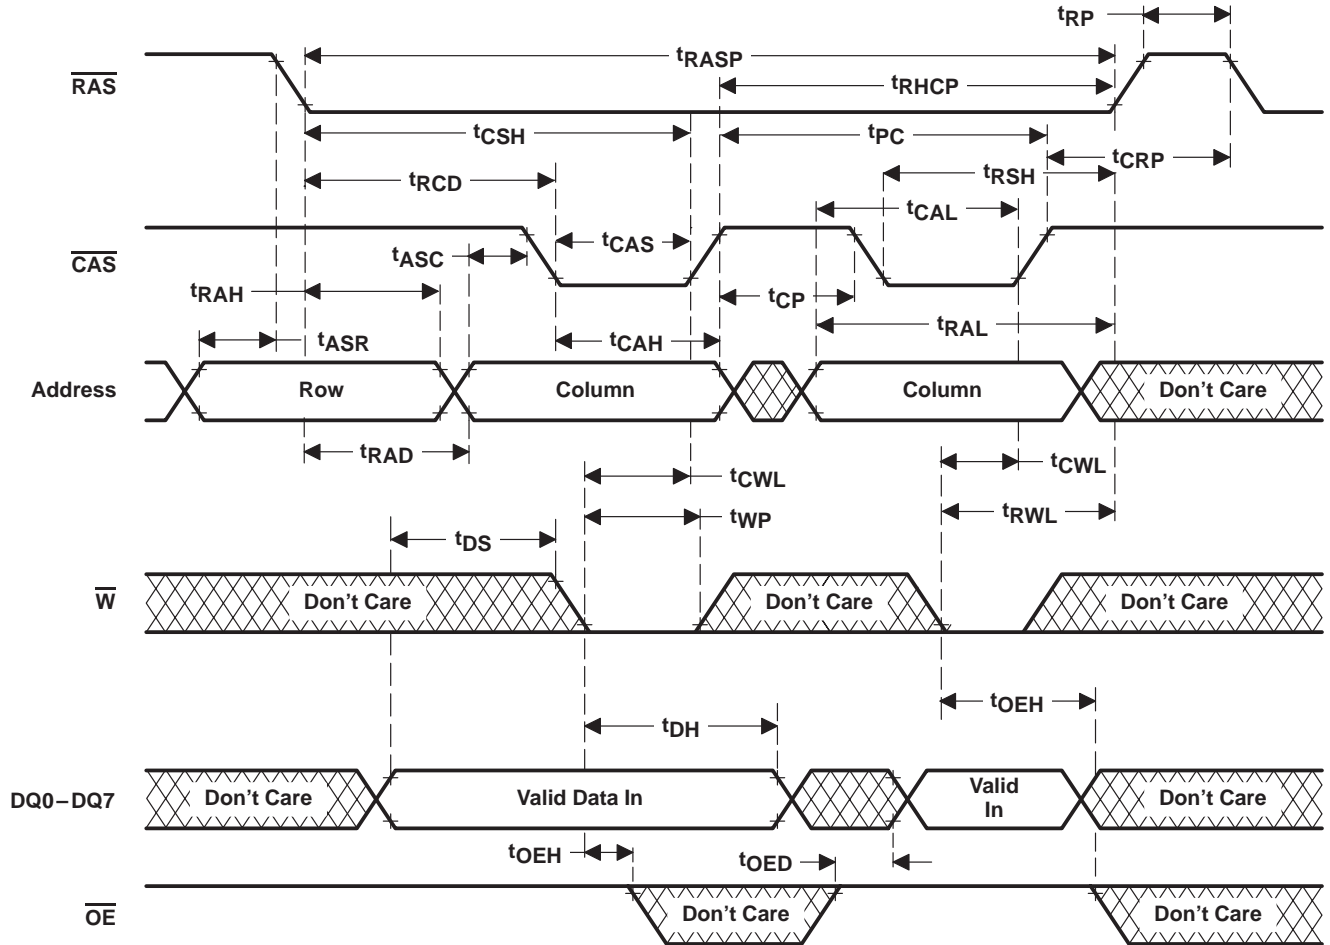 tRP
tRASP
RAS
tRHCP
tCSH
tPC
tCRP
tRCD
tRSH
tCAL
tCAS
CAS
tASC
tRAH
tCP
tASR
tCAH
tRAL
Address
Row
Column
Column
Don't Care
tRAD
tCWL
tCWL
tWP
tRWL
tDS
W
Don't Care
Don't Care
Don't Care
tOEH
tDH
DQ0–DQ7
Don't Care
Valid Data In
Valid
In
Don't Care
tOEH
tOED
OE
Don't Care
Don't Care